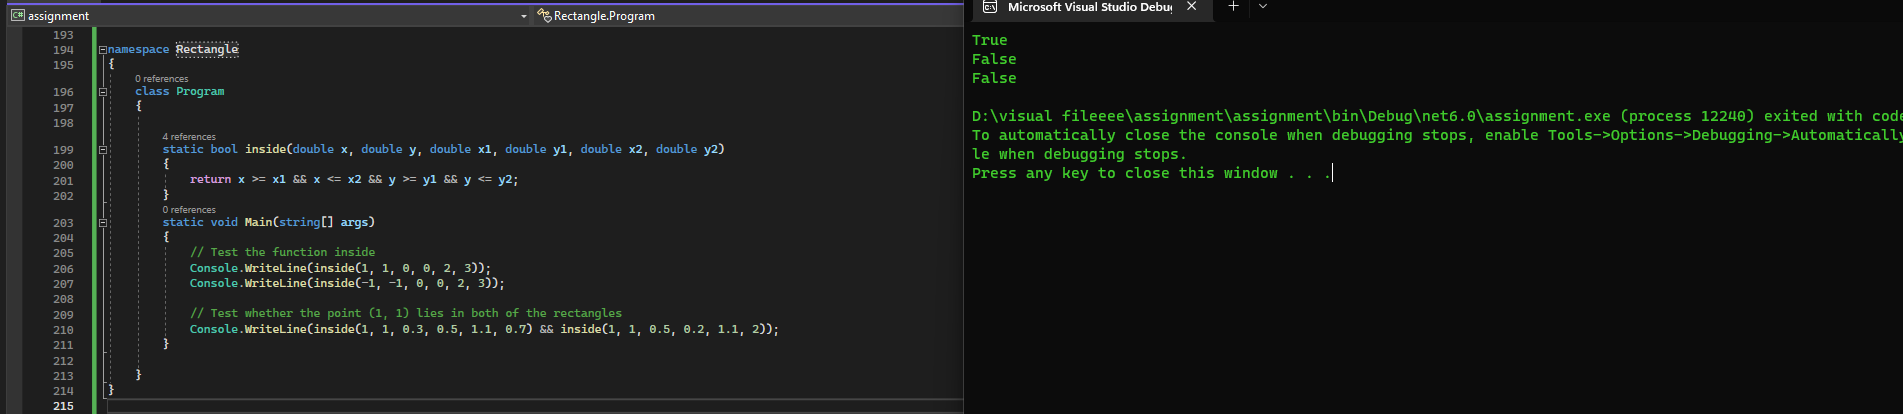 assignment
Rectangle.Program
193
194 namespace Rectangle
195 {
0 references
196 class Program
197 {
198
4 references
199 static bool inside(double x, double y, double x1, double y1, double x2, double y2)
200 {
201 return x >= x1 && x <= x2 && y >= y1 && y <= y2;
202 }
0 references
203 static void Main(string[] args)
204 {
205 // Test the function inside
206 Console.WriteLine(inside(1, 1, 0, 0, 2, 3));
207 Console.WriteLine(inside(-1, -1, 0, 0, 2, 3));
208
209 // Test whether the point (1, 1) lies in both of the rectangles
210 Console.WriteLine(inside(1, 1, 0.3, 0.5, 1.1, 0.7) && inside(1, 1, 0.5, 0.2, 1.1, 2));
211 }
212
213 }
214 }
215
Microsoft Visual Studio Debu
True
False
False
D:\visual fileeee\assignment\assignment\bin\Debug\net6.0\assignment.exe (process 12240) exited with code
To automatically close the console when debugging stops, enable Tools->Options->Debugging->Automatically
le when debugging stops.
Press any key to close this window . . .